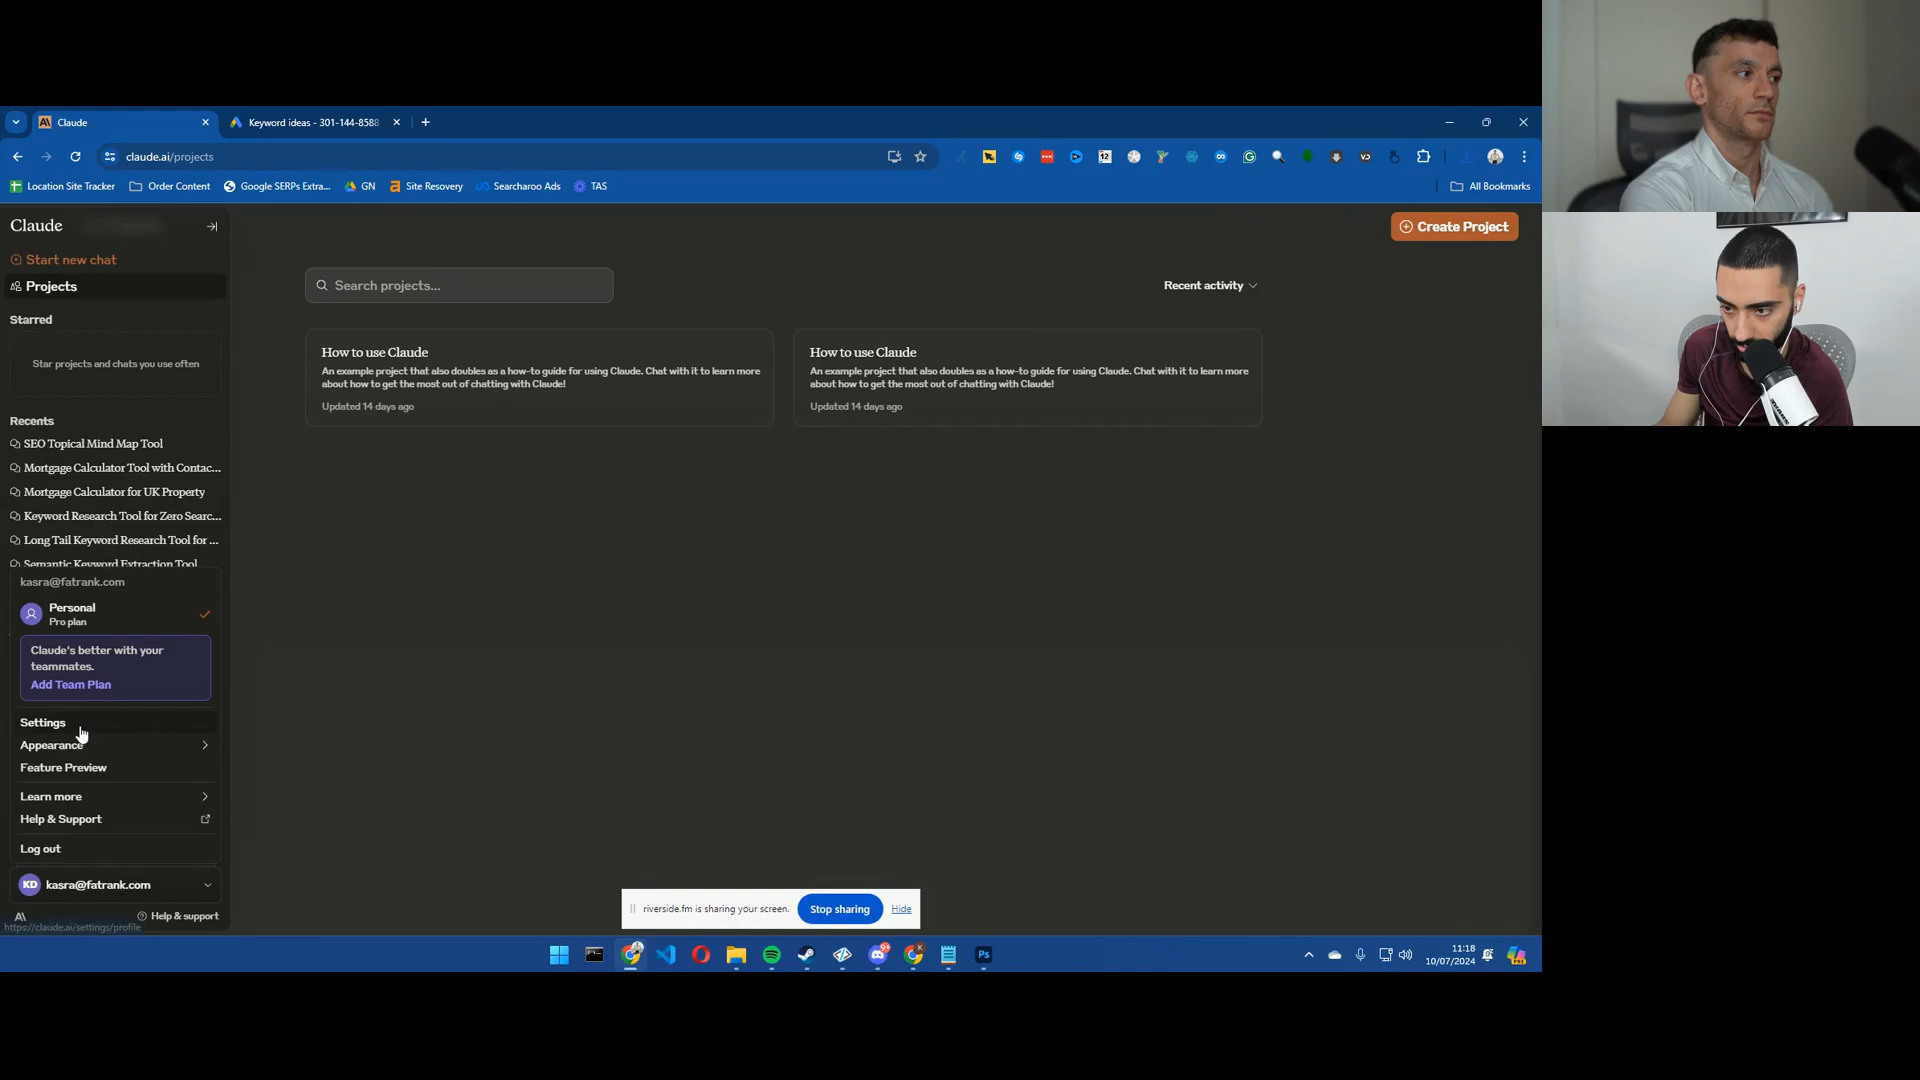 Claude
Keyword ideas - 301-144-8588
claude.ai/projects
12
Location Site Tracker
Order Content
Google SERPs Extra...
GN
Site Recovery
Searcharoo Ads
TAS
All Bookmarks
Claude
Create Project
Start new chat
Projects
Search projects...
Recent activity
Starred
Star projects and chats you use often
How to use Claude
An example project that also doubles as a how-to guide for using Claude. Chat with it to learn more
about how to get the most out of chatting with Claude!
Updated 14 days ago
How to use Claude
An example project that also doubles as a how-to guide for using Claude. Chat with it to learn more
about how to get the most out of chatting with Claude!
Updated 14 days ago
Recents
SEO Topical Mind Map Tool
Mortgage Calculator Tool with Contac...
Mortgage Calculator for UK Property
Keyword Research Tool for Zero Searc...
Long Tail Keyword Research Tool for ...
Semantic Keyword Extraction Tool
kasra@fatrank.com
Personal
Pro plan
Claude's better with your
teammates.
Add Team Plan
Settings
Appearance
Feature Preview
Learn more
Help & Support
Log out
KD kasra@fatrank.com
Help & support
https://claude.ai/settings/profile
riverside.fm is sharing your screen.
Stop sharing
Hide
Ps
11:18
10/07/2024